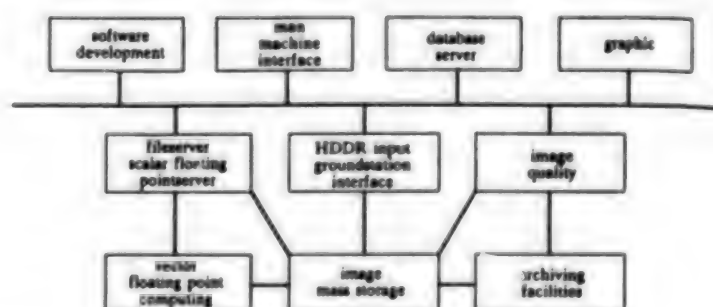 software
development
man
machine
interface
database
server
graphic
fileserver
scalar floating
pointserver
HDDR input
groundstation
interface
image
quality
vector
floating point
computing
image
mass storage
archiving
facilities